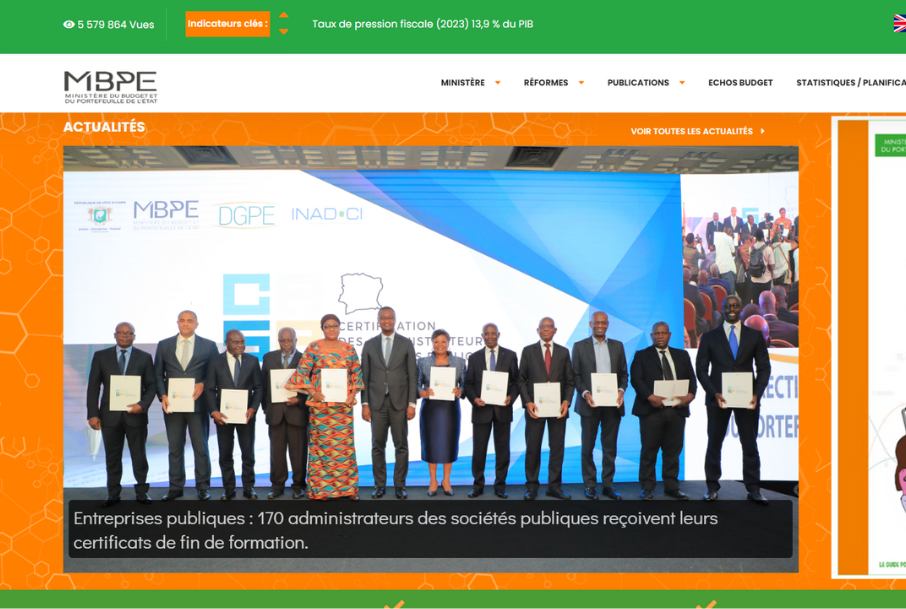 5 579 864 Vues
Indicateurs clés :
Taux de pression fiscale (2023) 13,9 % du PIB
MBPE
MINISTÈRE DU BUDGET ET
DU PORTEFEUILLE DE L'ÉTAT
MINISTÈRE
RÉFORMES
PUBLICATIONS
ECHOS BUDGET
STATISTIQUES / PLANIFICA
ACTUALITÉS
VOIR TOUTES LES ACTUALITÉS
MBPE
DGPE
INAD CI
CERTIFICATION
Entreprises publiques : 170 administrateurs des sociétés publiques reçoivent leurs
certificats de fin de formation.
MINIST
DU POR
LE GUIDE PO